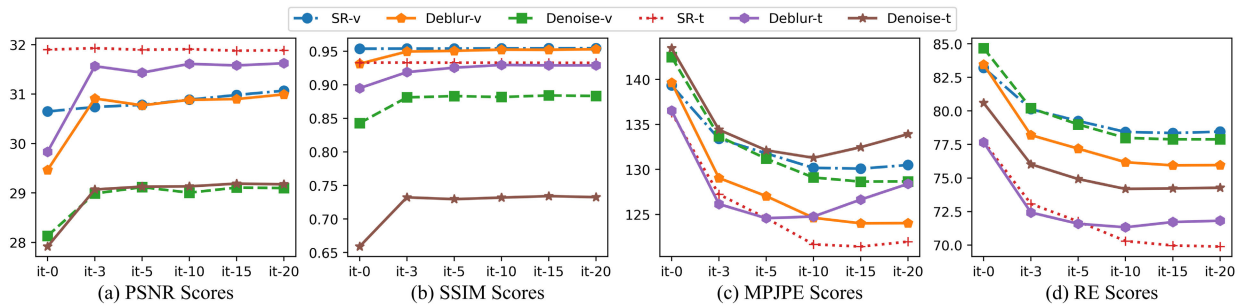 SR-v Deblur-v Denoise-v SR-t Deblur-t Denoise-t
32
31
30
29
28
it-0 it-3 it-5 it-10 it-15 it-20
(a) PSNR Scores
0.95
0.90
0.85
0.80
0.75
0.70
0.65
it-0 it-3 it-5 it-10 it-15 it-20
(b) SSIM Scores
140
135
130
125
it-0 it-3 it-5 it-10 it-15 it-20
(c) MPJPE Scores
85.0
82.5
80.0
77.5
75.0
72.5
70.0
it-0 it-3 it-5 it-10 it-15 it-20
(d) RE Scores